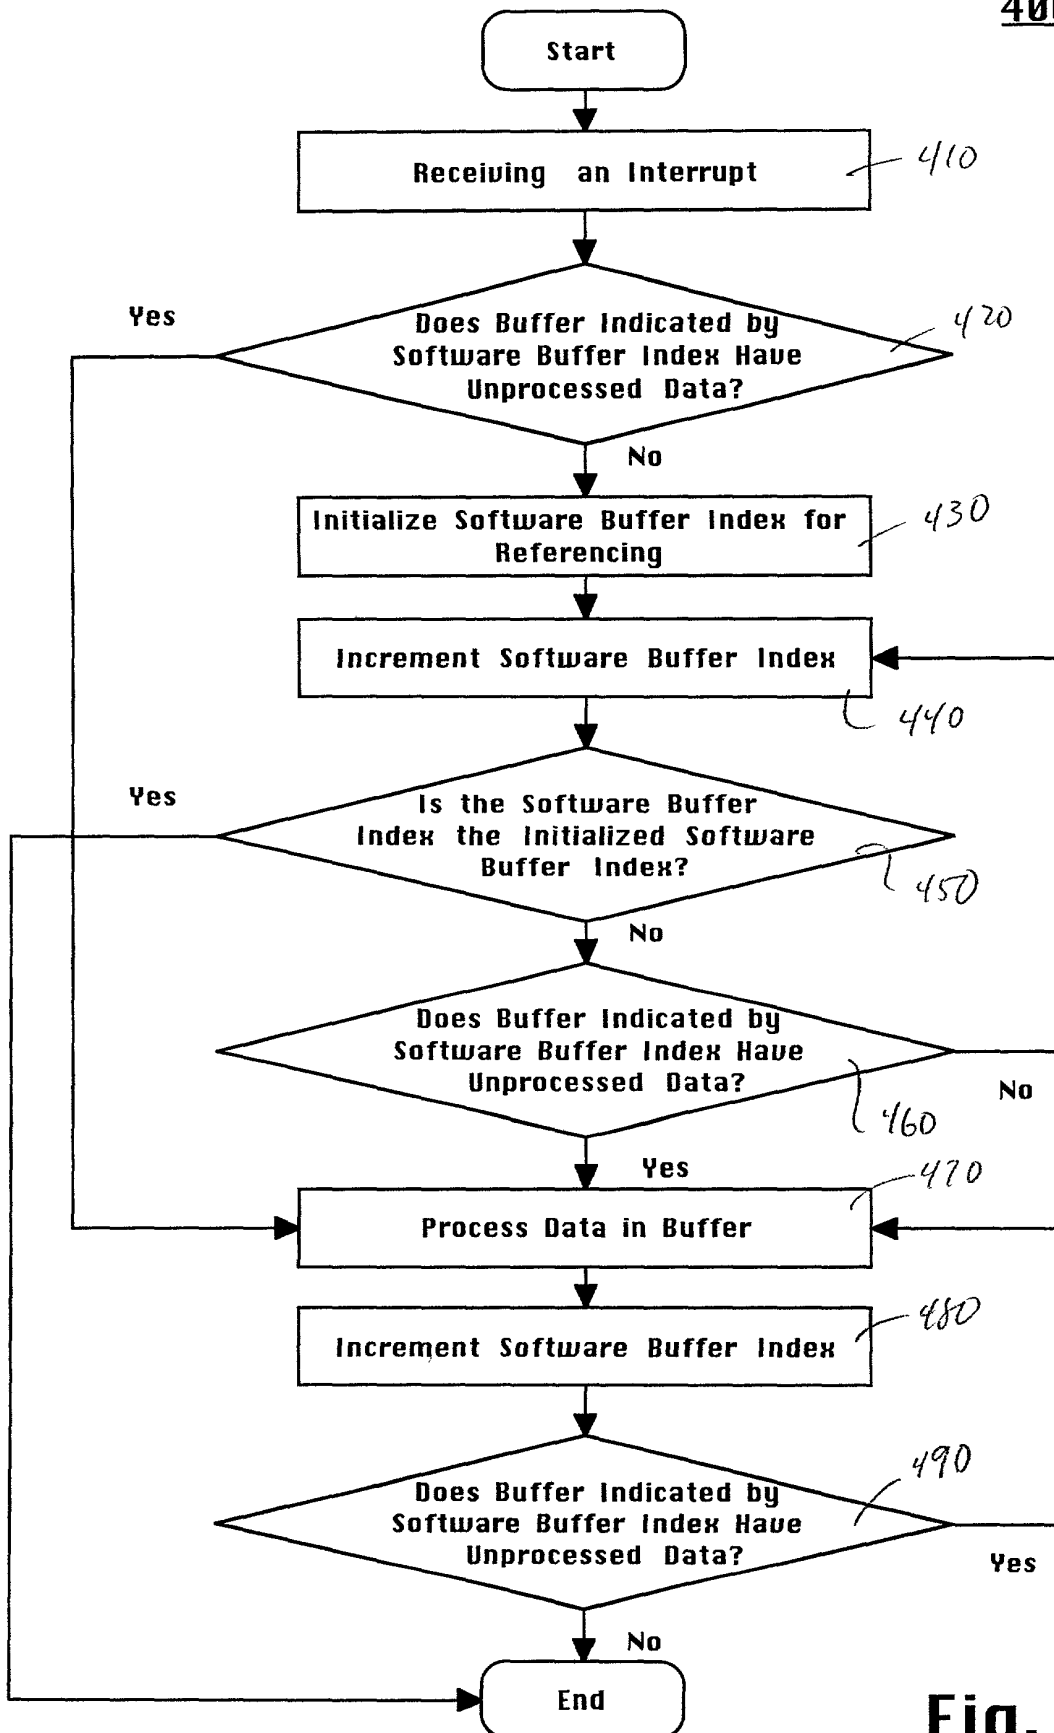 Start
Receiving an Interrupt
410
Yes
Does Buffer Indicated by
Software Buffer Index Have
Unprocessed Data?
420
No
Initialize Software Buffer Index for
Referencing
430
Increment Software Buffer Index
440
Yes
Is the Software Buffer
Index the Initialized Software
Buffer Index?
450
No
Does Buffer Indicated by
Software Buffer Index Have
Unprocessed Data?
No
460
Yes
470
Process Data in Buffer
480
Increment Software Buffer Index
490
Does Buffer Indicated by
Software Buffer Index Have
Unprocessed Data?
Yes
No
End
Fig.